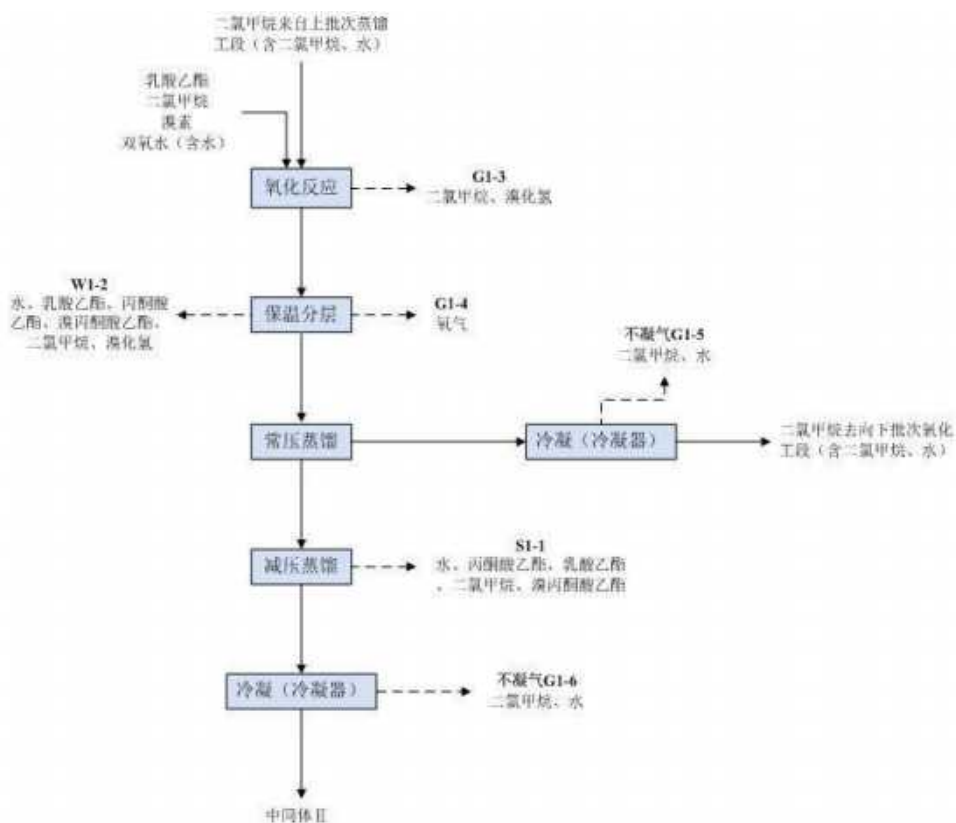 二氯甲烷来自上批次蒸馏
工段（含二氯甲烷、水）
乳酸乙酯
二氯甲烷
溴素
双氧水（含水）
氧化反应
G1-3
二氯甲烷、溴化氢
W1-2
水、乳酸乙酯、丙酮酸
乙酯、溴丙酮酸乙酯、
二氯甲烷、溴化氢
保温分层
G1-4
氧气
不凝气G1-5
二氯甲烷、水
常压蒸馏
冷凝（冷凝器）
二氯甲烷去向下批次氧化
工段（含二氯甲烷、水）
减压蒸馏
S1-1
水、丙酮酸乙酯、乳酸乙酯
、二氯甲烷、溴丙酮酸乙酯
冷凝（冷凝器）
不凝气G1-6
二氯甲烷、水
中间体Ⅱ